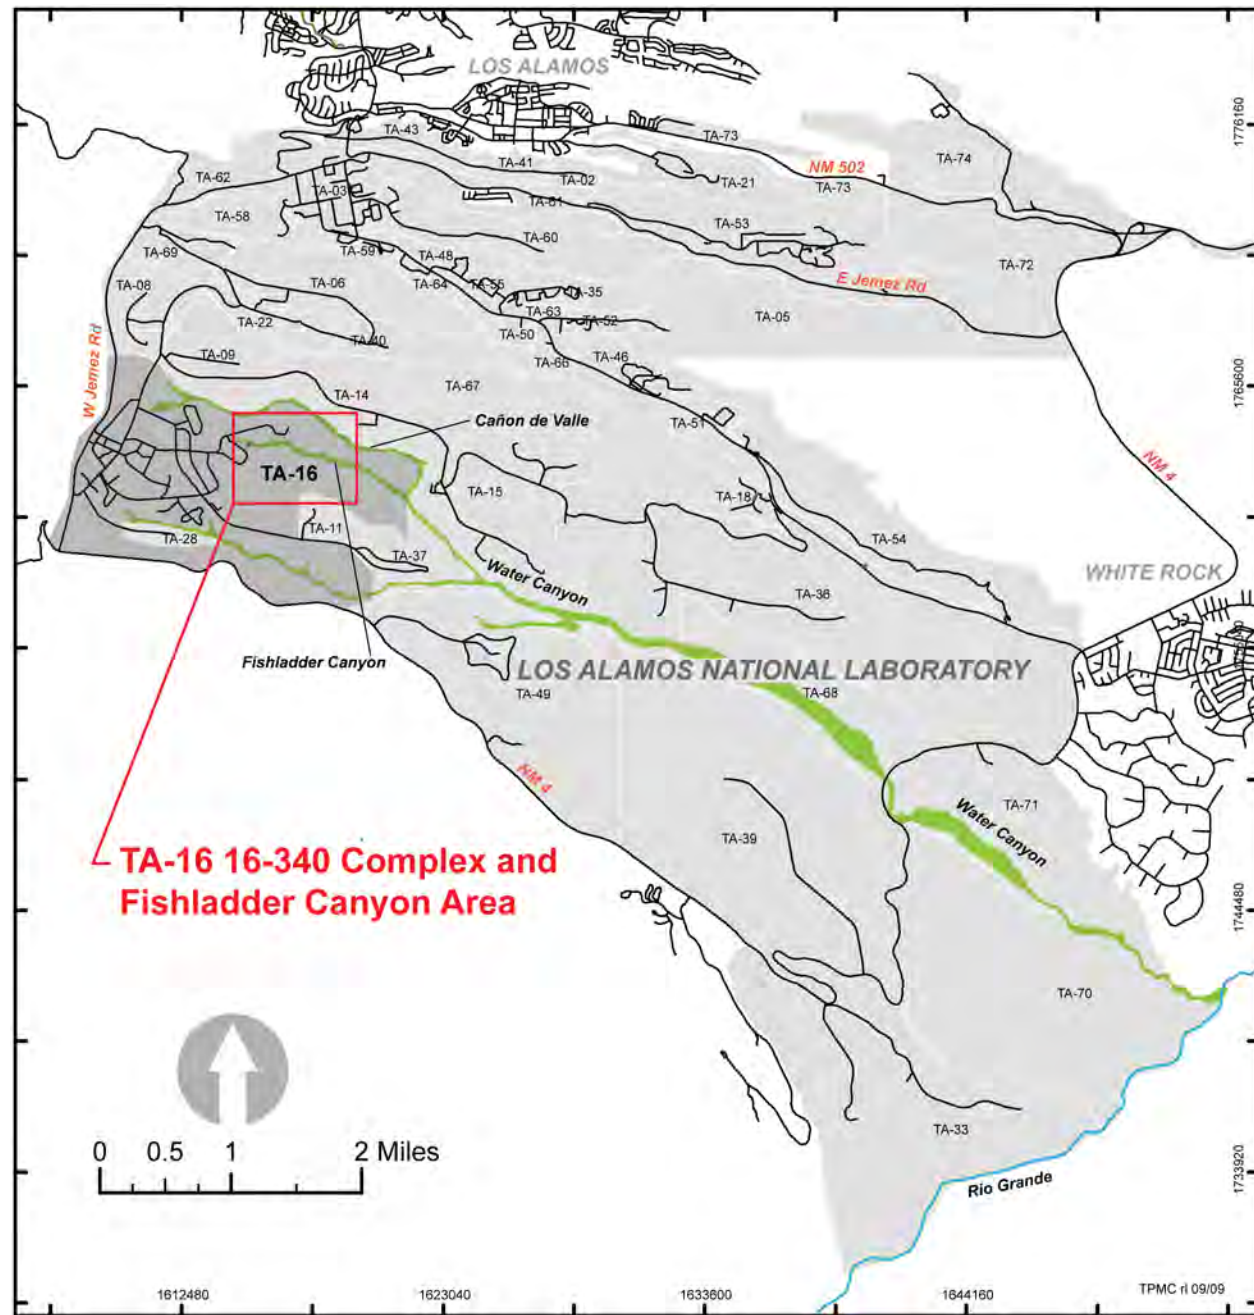 LOS ALAMOS
1776160
TA-43
TA-73
TA-74
TA-41
NM 502
TA-62
TA-03
TA-02
TA-21
TA-73
TA-58
TA-61
TA-53
TA-60
TA-69
TA-59
TA-48
TA-72
TA-08
TA-06
TA-64
TA-55
TA-35
E Jemez Rd
TA-22
TA-63
TA-52
TA-05
TA-40
TA-50
W Jemez Rd
TA-09
TA-66
TA-46
1765600
TA-67
TA-14
Cañon de Valle
TA-51
NM 4
TA-16
TA-15
TA-18
TA-11
TA-28
TA-54
TA-37
Water Canyon
WHITE ROCK
TA-36
Fishladder Canyon
LOS ALAMOS NATIONAL LABORATORY
TA-49
TA-68
NM 4
TA-71
Water Canyon
TA-39
TA-16 16-340 Complex and
Fishladder Canyon Area
1744480
TA-70
TA-33
0 0.5 1 2 Miles
1733920
Rio Grande
TPMC rl 09/09
1612480
1623040
1633600
1644160